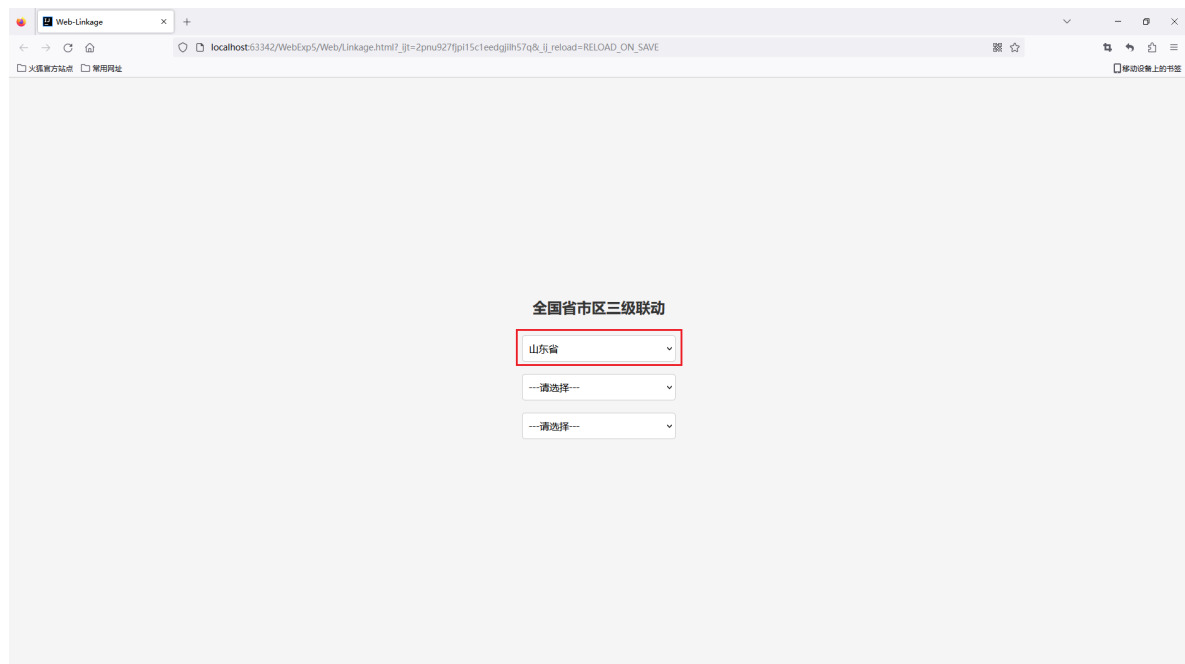 Web-Linkage
localhost:63342/WebExp5/Web/Linkage.html?_ijt=2pnu927fjpi15c1eedgjilh57q&_ij_reload=RELOAD_ON_SAVE
火狐官方站点 常用网址 移动设备上的书签
全国省市区三级联动
山东省
---请选择---
---请选择---